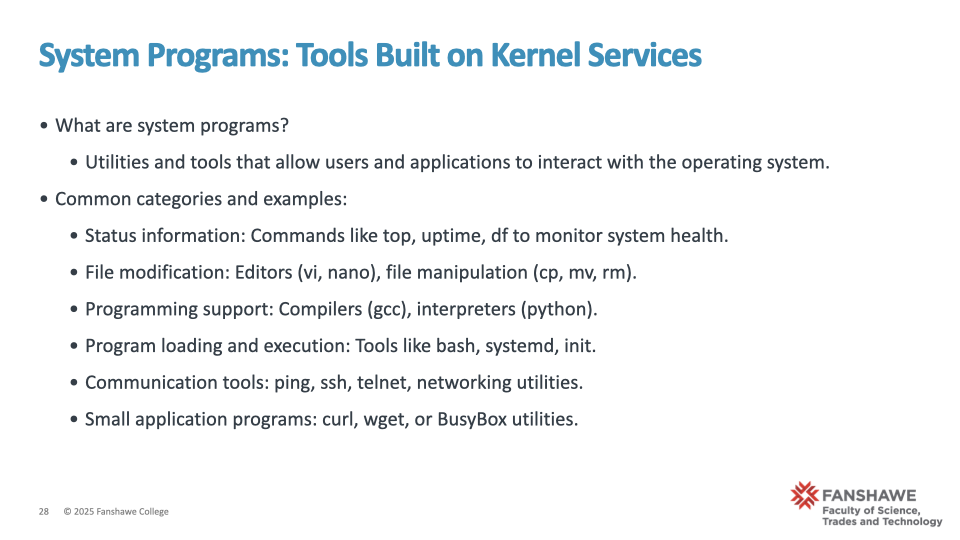 System Programs: Tools Built on Kernel Services
• What are system programs?
• Utilities and tools that allow users and applications to interact with the operating system.
• Common categories and examples:
• Status information: Commands like top, uptime, df to monitor system health.
• File modification: Editors (vi, nano), file manipulation (cp, mv, rm).
• Programming support: Compilers (gcc), interpreters (python).
• Program loading and execution: Tools like bash, systemd, init.
• Communication tools: ping, ssh, telnet, networking utilities.
• Small application programs: curl, wget, or BusyBox utilities.
28 © 2025 Fanshawe College
FANSHAWE
Faculty of Science,
Trades and Technology